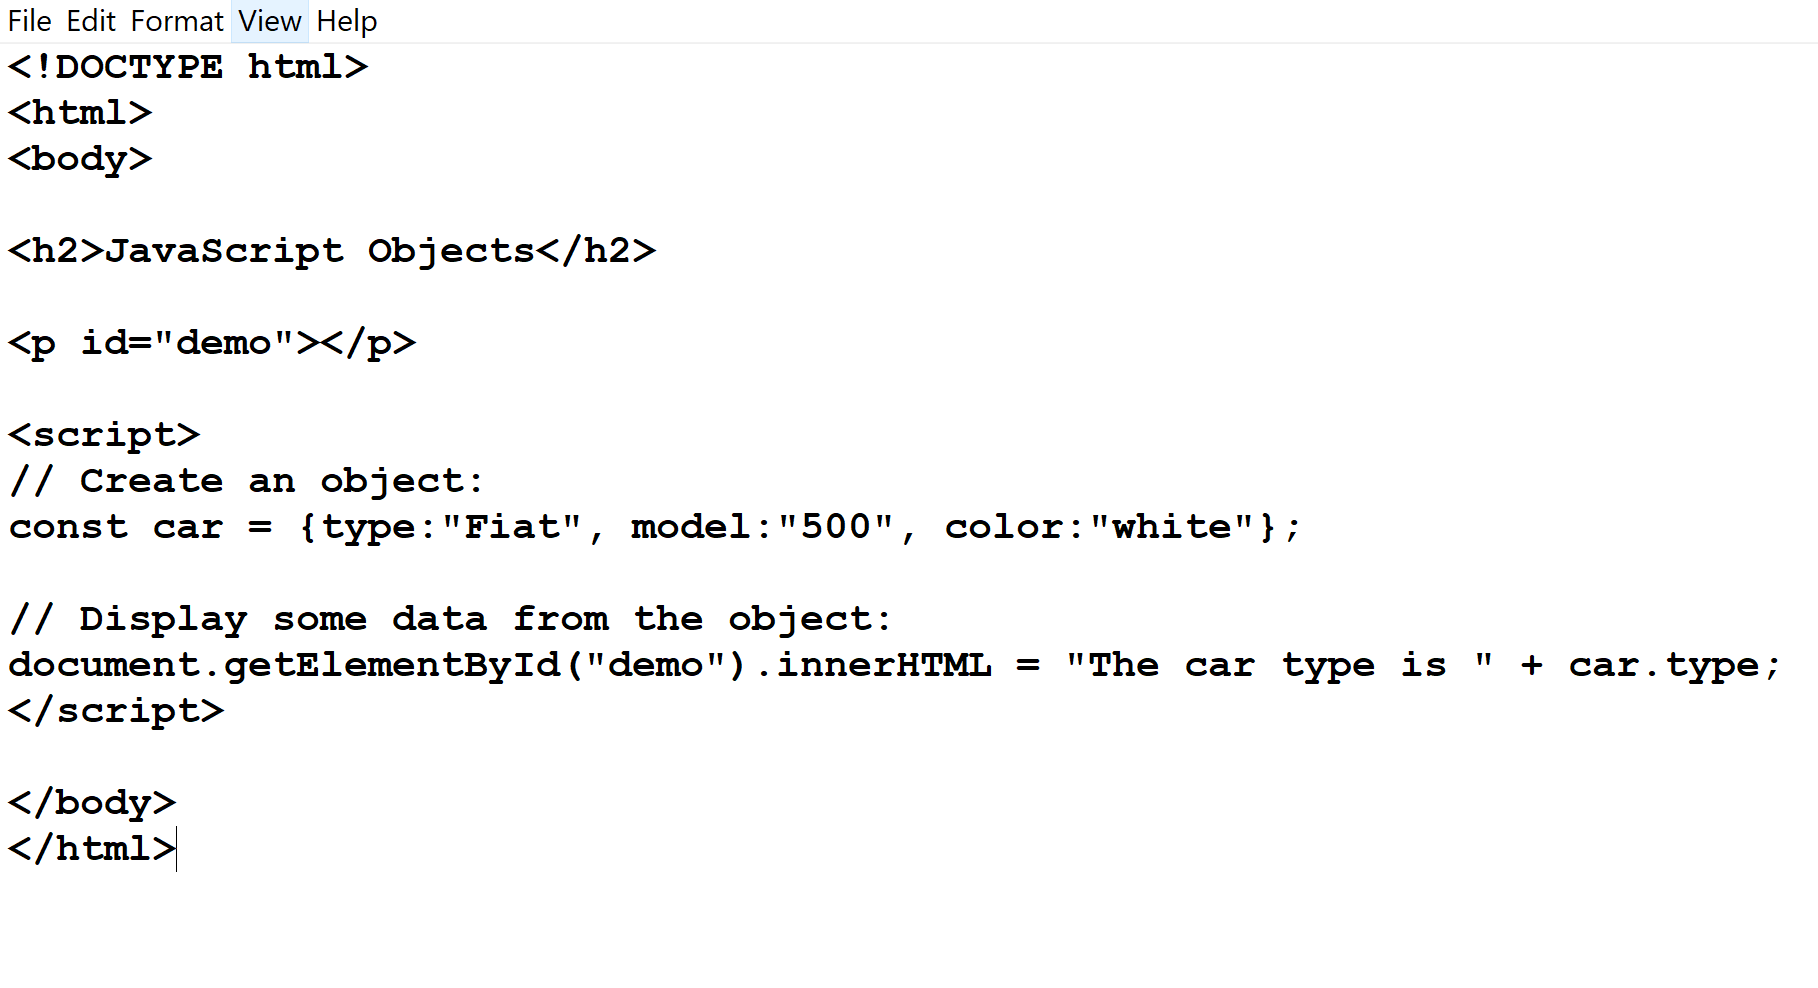 File Edit Format View Help
<!DOCTYPE html>
<html>
<body>
<h2>JavaScript Objects</h2>
<p id="demo"></p>
<script>
// Create an object:
const car = {type:"Fiat", model:"500", color:"white"};
// Display some data from the object:
document.getElementById("demo").innerHTML = "The car type is " + car.type;
</script>
</body>
</html>